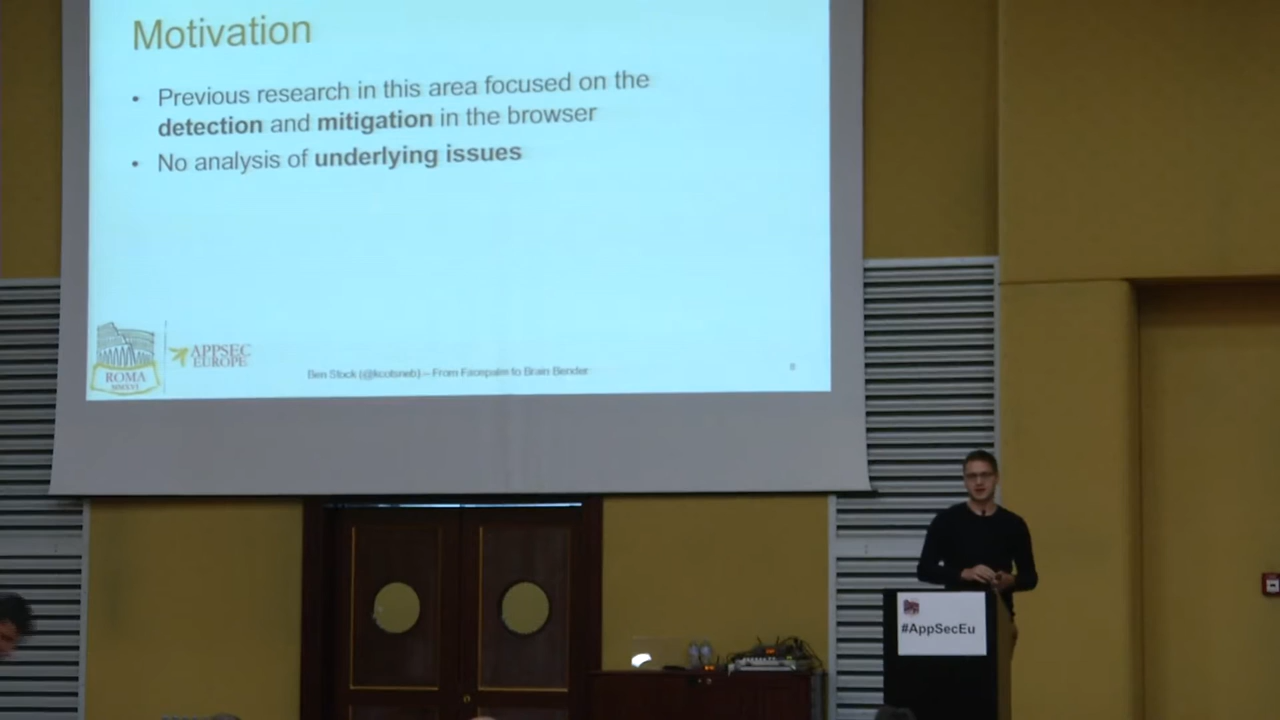 Motivation
• Previous research in this area focused on the
detection and mitigation in the browser
• No analysis of underlying issues
ROMA
MMXVI
APPSEC
EUROPE
Ben Stock (@kcotsneb) – From Facepalm to Brain Bender
#AppSecEu